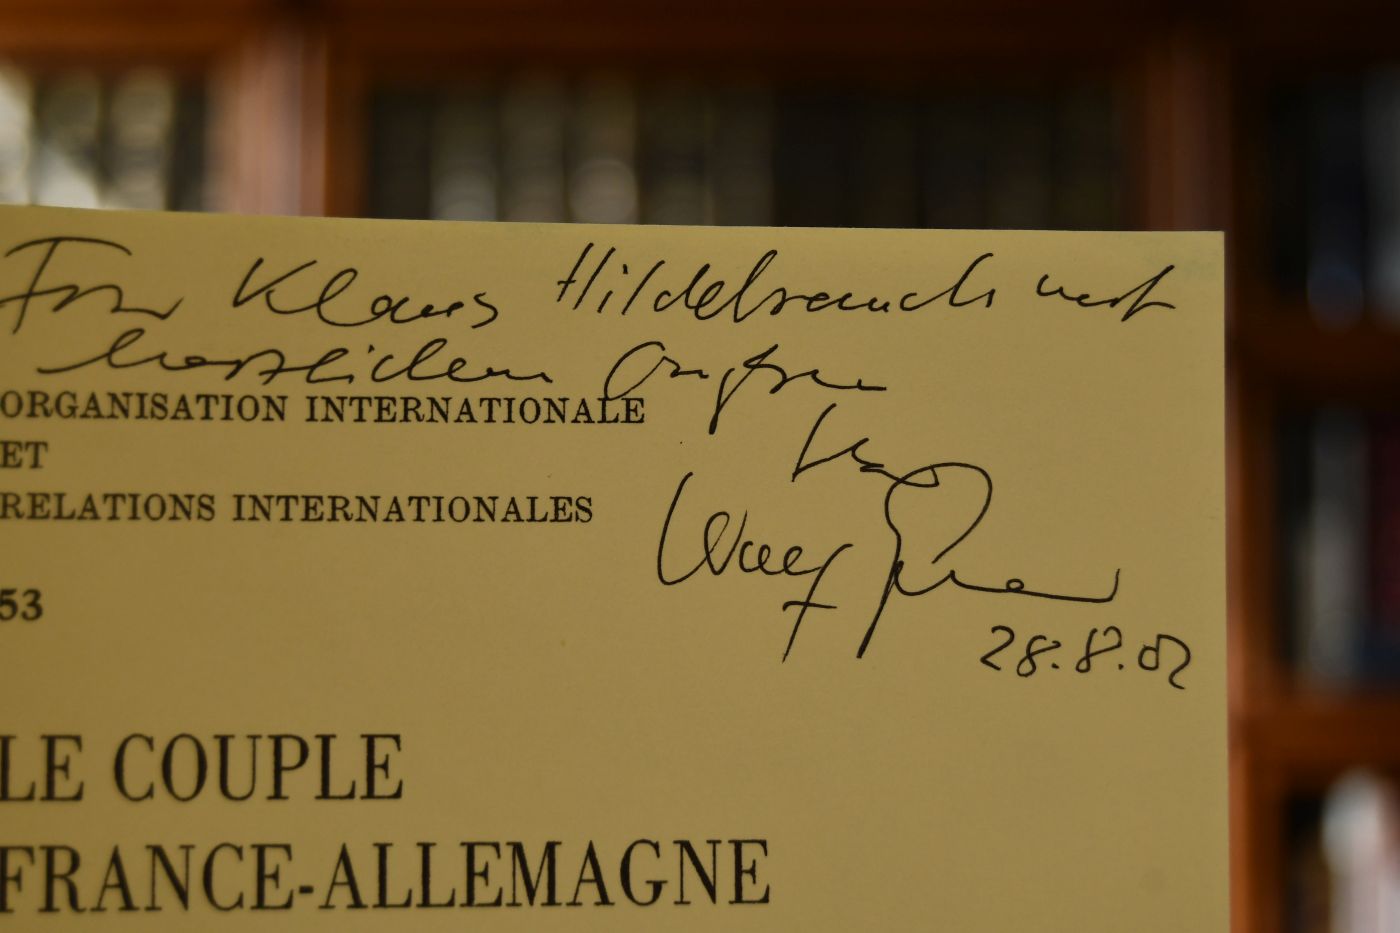 Für Klaus Hildebrand mit
herzlichen Grüßen
ORGANISATION INTERNATIONALE
Ihr
ET
RELATIONS INTERNATIONALES
53
28.8.02
LE COUPLE
FRANCE-ALLEMAGNE